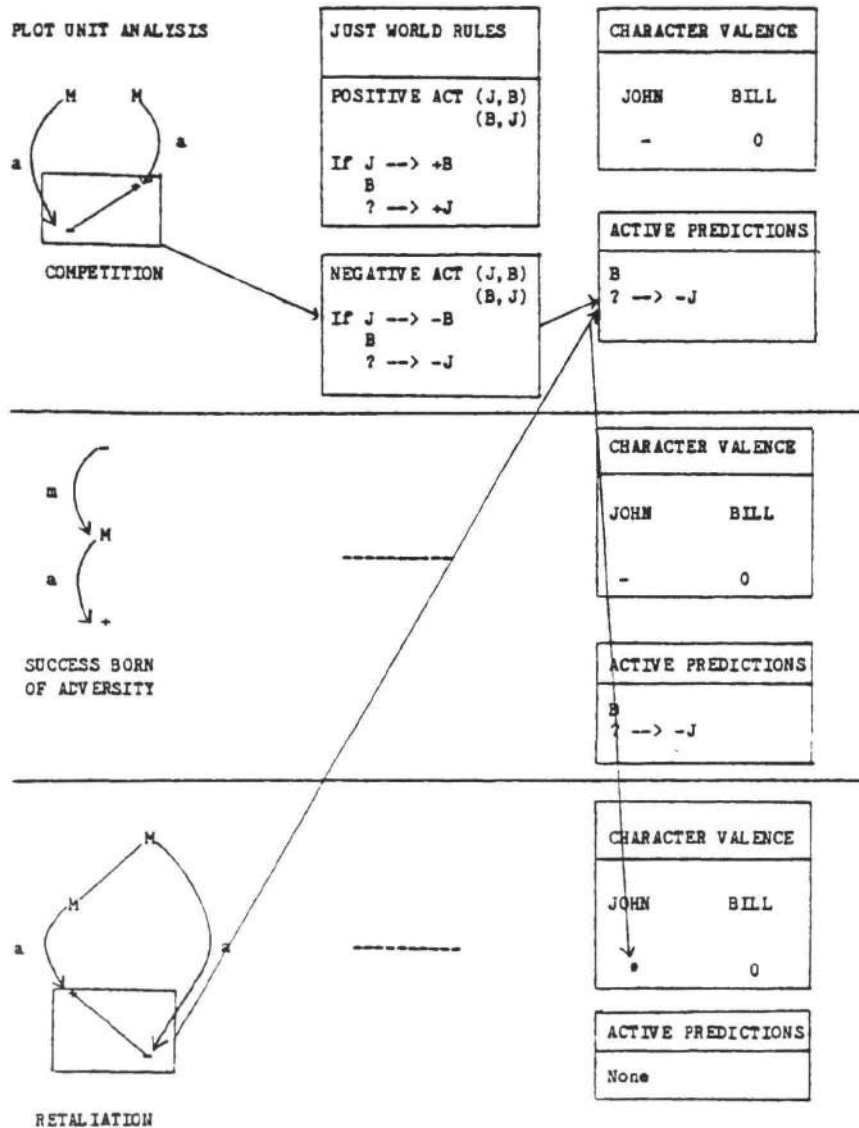 PLOT UNIT ANALYSIS
M M
a a
-
+
COMPETITION
JUST WORLD RULES
POSITIVE ACT (J,B)
(B,J)
If J --> +B
B
? --> +J
NEGATIVE ACT (J,B)
(B,J)
If J --> -B
B
? --> -J
CHARACTER VALENCE
JOHN BILL
- 0
ACTIVE PREDICTIONS
B
? --> -J
-
m
M
a
+
SUCCESS BORN
OF ADVERSITY
----------
CHARACTER VALENCE
JOHN BILL
- 0
ACTIVE PREDICTIONS
B
? --> -J
M
M
a a
+
-
RETALIATION
----------
CHARACTER VALENCE
JOHN BILL
0
ACTIVE PREDICTIONS
None